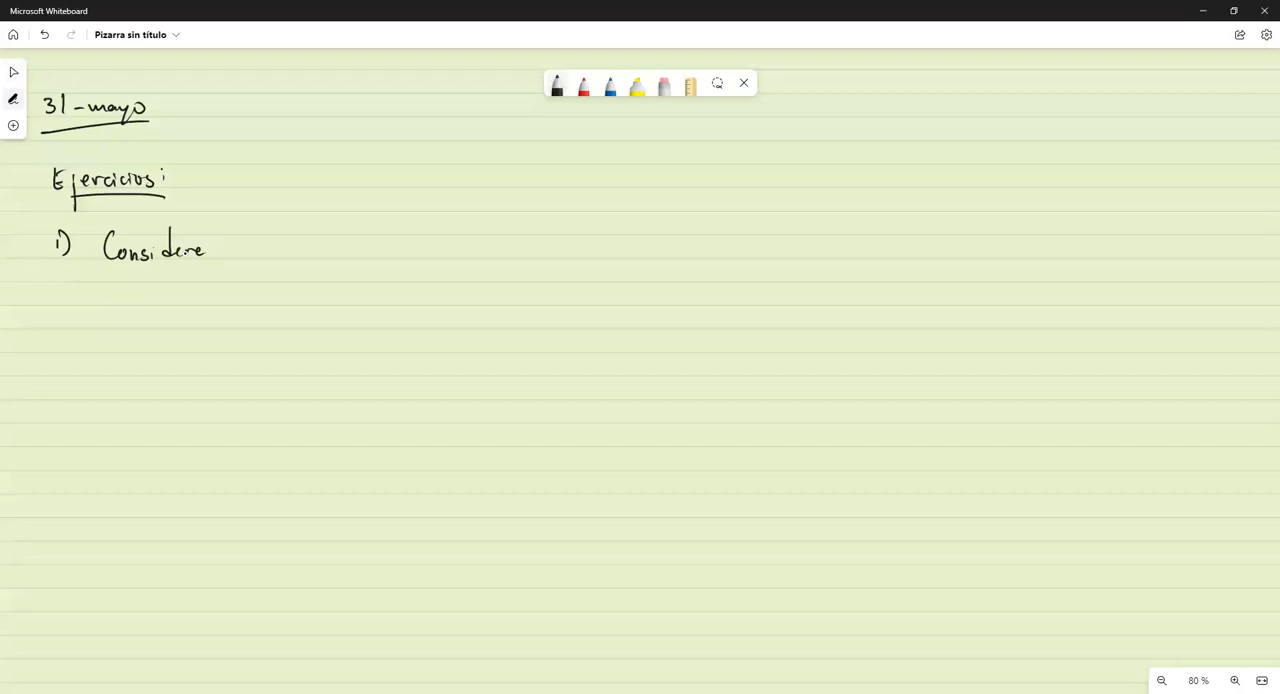 Microsoft Whiteboard
Pizarra sin título
31-mayo
Ejercicios:
1) Considere
80 %